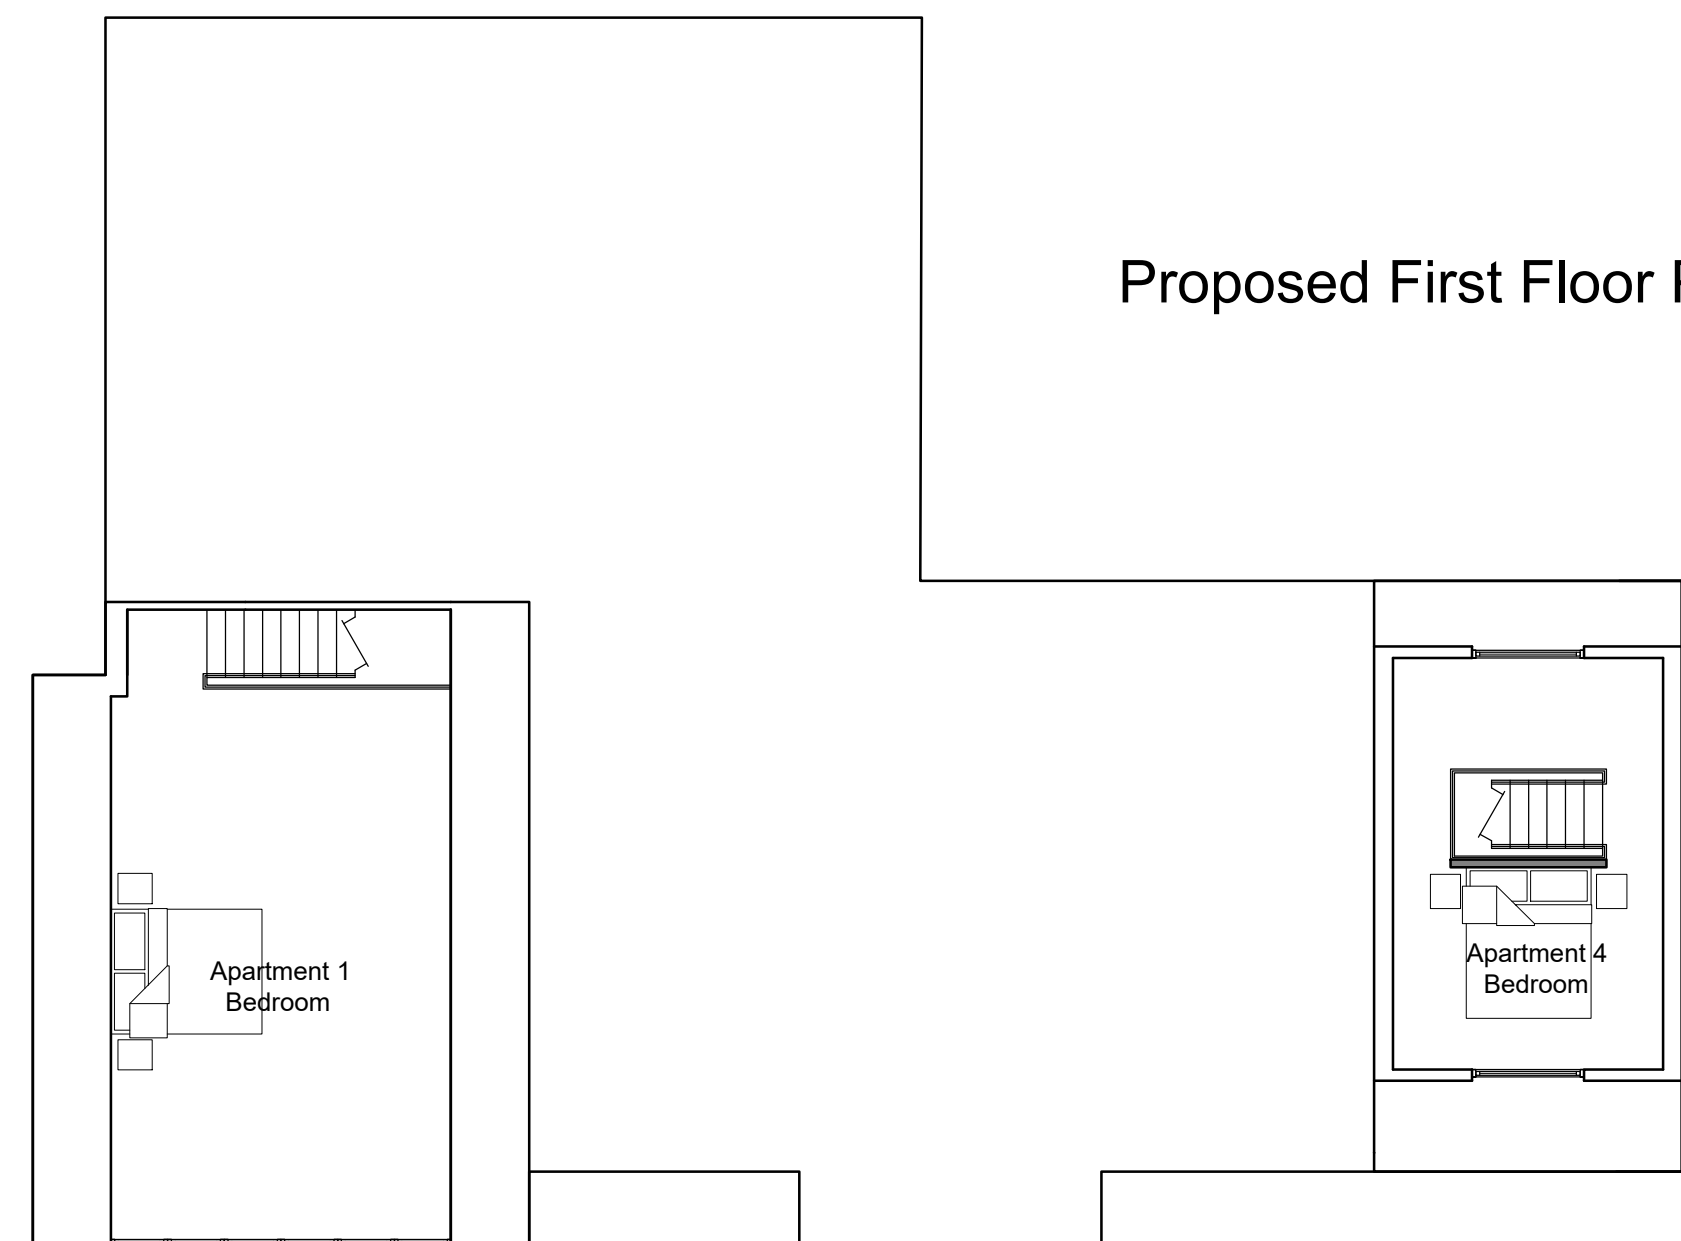 Proposed First Floor
Apartment 4
Bedroom
Apartment 1
Bedroom